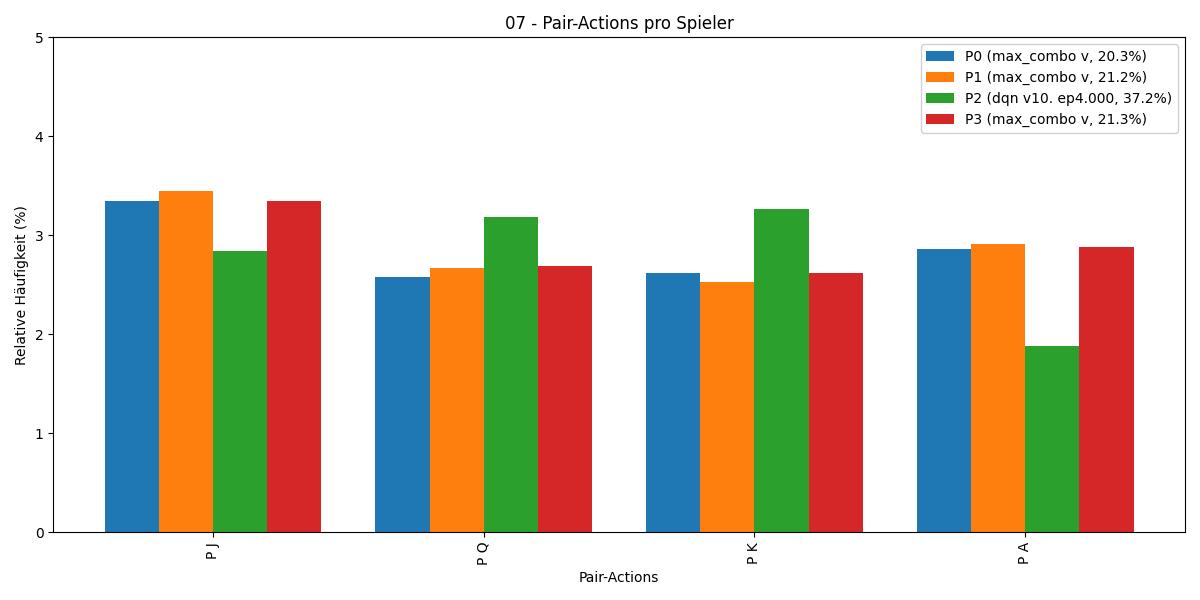 07 - Pair-Actions pro Spieler
P0 (max_combo v, 20.3%)
P1 (max_combo v, 21.2%)
P2 (dqn v10. ep4.000, 37.2%)
P3 (max_combo v, 21.3%)
Relative Häufigkeit (%)
5
4
3
2
1
0
P J
P Q
P K
P A
Pair-Actions